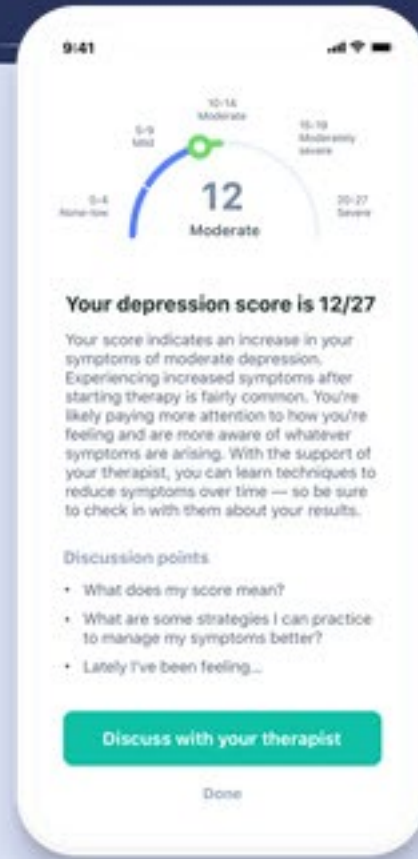 9:41
10-14
Moderate
5-9
Mild
15-19
Moderately
severe
0-4
None-low
20-27
Severe
12
Moderate
Your depression score is 12/27
Your score indicates an increase in your
symptoms of moderate depression.
Experiencing increased symptoms after
starting therapy is fairly common. You're
likely paying more attention to how you're
feeling and are more aware of whatever
symptoms are arising. With the support of
your therapist, you can learn techniques to
reduce symptoms over time — so be sure
to check in with them about your results.
Discussion points
• What does my score mean?
• What are some strategies I can practice
to manage my symptoms better?
• Lately I've been feeling...
Discuss with your therapist
Done